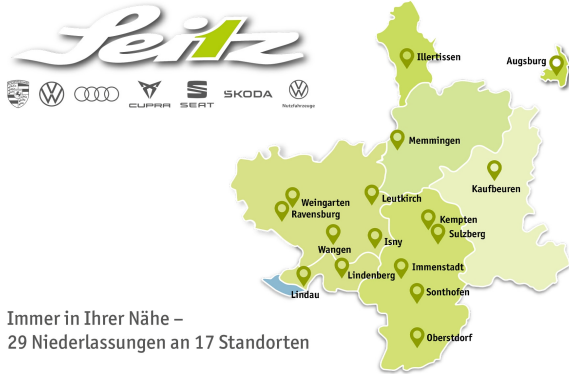 Seitz
CUPRA
SEAT
ŠKODA
Nutzfahrzeuge
Illertissen
Augsburg
Memmingen
Kaufbeuren
Leutkirch
Weingarten
Ravensburg
Kempten
Sulzberg
Wangen
Isny
Lindenberg
Immenstadt
Lindau
Sonthofen
Oberstdorf
Immer in Ihrer Nähe –
29 Niederlassungen an 17 Standorten